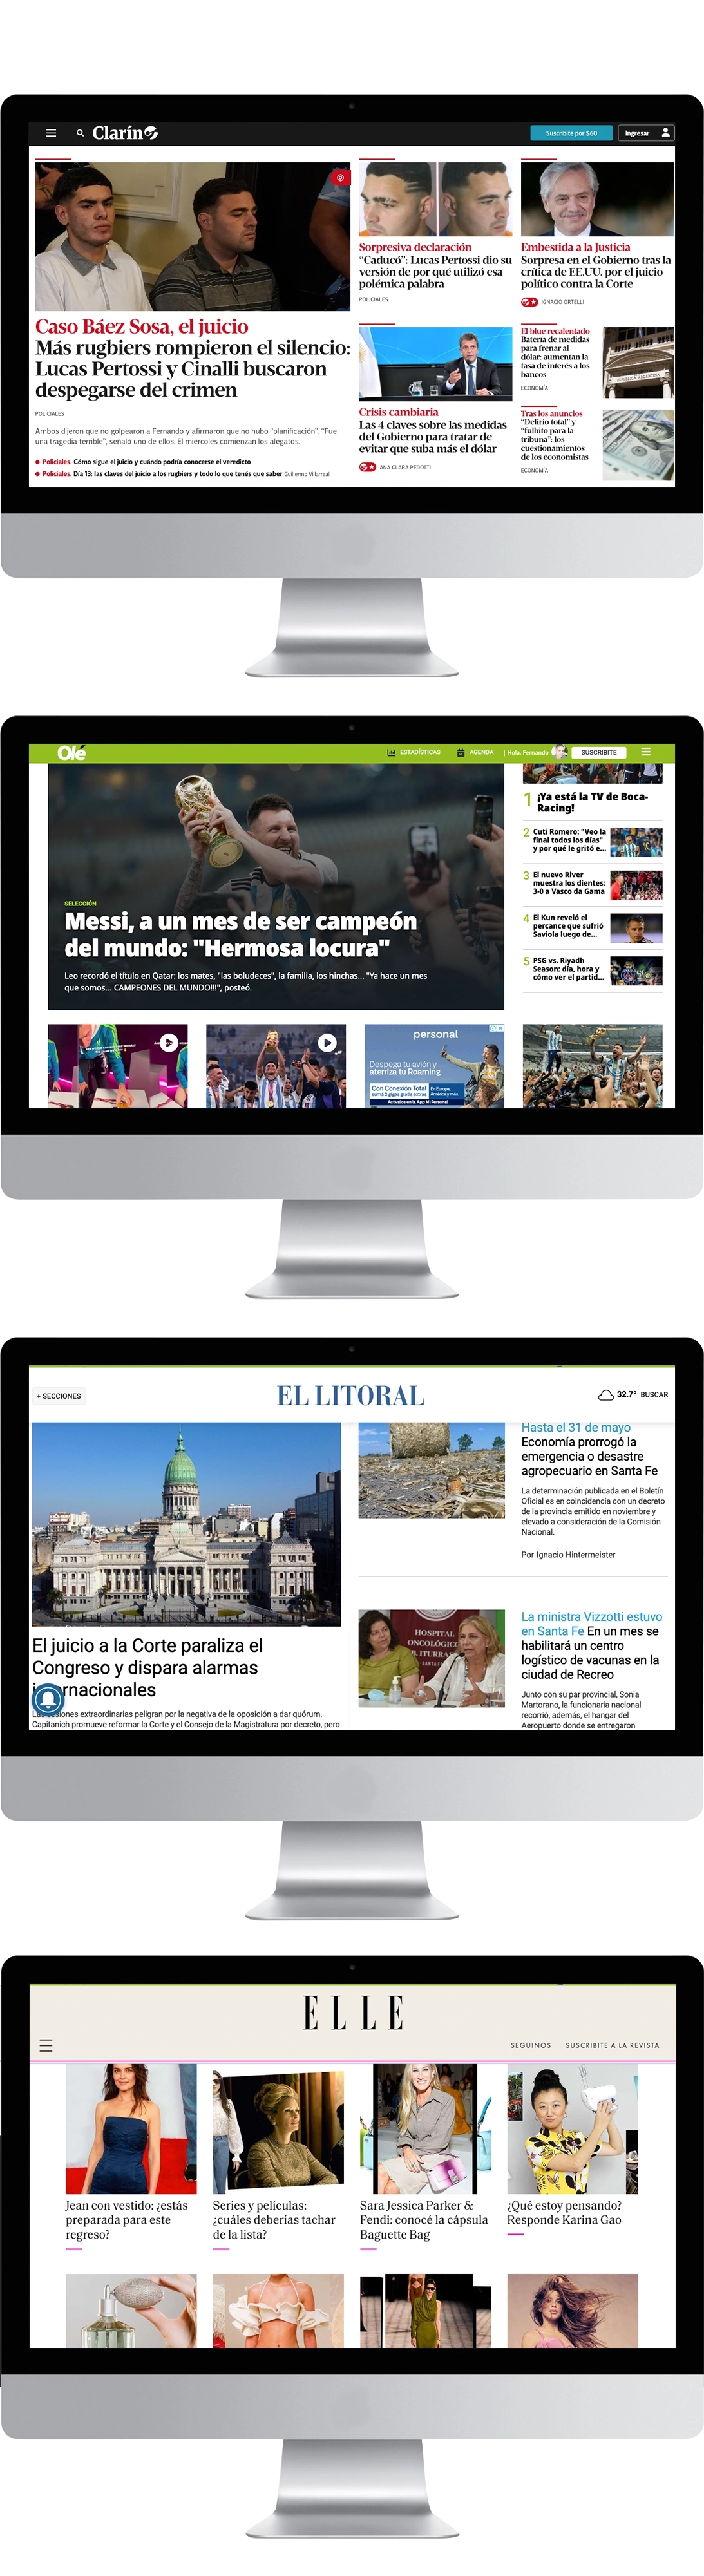 Clarín
Suscribite por $60
Ingresar
Caso Báez Sosa, el juicio
Más rugbiers rompieron el silencio:
Lucas Pertossi y Cinalli buscaron
despegarse del crimen
POLICIALES
Ambos dijeron que no golpearon a Fernando y afirmaron que no hubo "planificación". "Fue
una tragedia terrible", señaló uno de ellos. El miércoles comienzan los alegatos.
Policiales. Cómo sigue el juicio y cuándo podría conocerse el veredicto
Policiales. Día 13: las claves del juicio a los rugbiers y todo lo que tenés que saber Guillermo Villarreal
Sorpresiva declaración
“Caducó”: Lucas Pertossi dio su
versión de por qué utilizó esa
polémica palabra
POLICIALES
Embestida a la Justicia
Sorpresa en el Gobierno tras la
crítica de EE.UU. por el juicio
político contra la Corte
IGNACIO ORTELLI
Crisis cambiaria
Las 4 claves sobre las medidas
del Gobierno para tratar de
evitar que suba más el dólar
ANA CLARA PEDOTTI
El blue recalentado
Batería de medidas
para frenar al
dólar: aumentan la
tasa de interés a los
bancos
ECONOMÍA
Tras los anuncios
“Delirio total” y
“fulbito para la
tribuna”: los
cuestionamientos
de los economistas
ECONOMÍA
Olé
ESTADÍSTICAS
AGENDA
| Hola, Fernando
SUSCRIBITE
SELECCIÓN
Messi, a un mes de ser campeón
del mundo: "Hermosa locura"
Leo recordó el título en Qatar: los mates, "las boludeces", la familia, los hinchas... "Ya hace un mes
que somos... CAMPEONES DEL MUNDO!!!", posteó.
1 ¡Ya está la TV de Boca-
Racing!
2 Cuti Romero: "Veo la
final todos los días"
y por qué le gritó e...
3 El nuevo River
muestra los dientes:
3-0 a Vasco da Gama
4 El Kun reveló el
percance que sufrió
Saviola luego de...
5 PSG vs. Riyadh
Season: día, hora y
cómo ver el partid...
personal
Despega tu avión y
aterriza tu Roaming
Con Conexión Total
sumá 2 gigas gratis extras
En Europa,
América y más.
Activalos en la App Mi Personal
+ SECCIONES
EL LITORAL
32.7° BUSCAR
El juicio a la Corte paraliza el
Congreso y dispara alarmas
internacionales
Las sesiones extraordinarias peligran por la negativa de la oposición a dar quórum.
Capitanich promueve reformar la Corte y el Consejo de la Magistratura por decreto, pero
Hasta el 31 de mayo
Economía prorrogó la
emergencia o desastre
agropecuario en Santa Fe
La determinación publicada en el Boletín
Oficial es en coincidencia con un decreto
de la provincia emitido en noviembre y
elevado a consideración de la Comisión
Nacional.
Por Ignacio Hintermeister
HOSPITAL
ONCOLÓGICO
ITURRAS
La ministra Vizzotti estuvo
en Santa Fe En un mes se
habilitará un centro
logístico de vacunas en la
ciudad de Recreo
Junto con su par provincial, Sonia
Martorano, la funcionaria nacional
recorrió, además, el hangar del
Aeropuerto donde se entregaron
ELLE
SEGUINOS
SUSCRIBITE A LA REVISTA
Jean con vestido: ¿estás
preparada para este
regreso?
Series y películas:
¿cuáles deberías tachar
de la lista?
Sara Jessica Parker &
Fendi: conocé la cápsula
Baguette Bag
¿Qué estoy pensando?
Responde Karina Gao